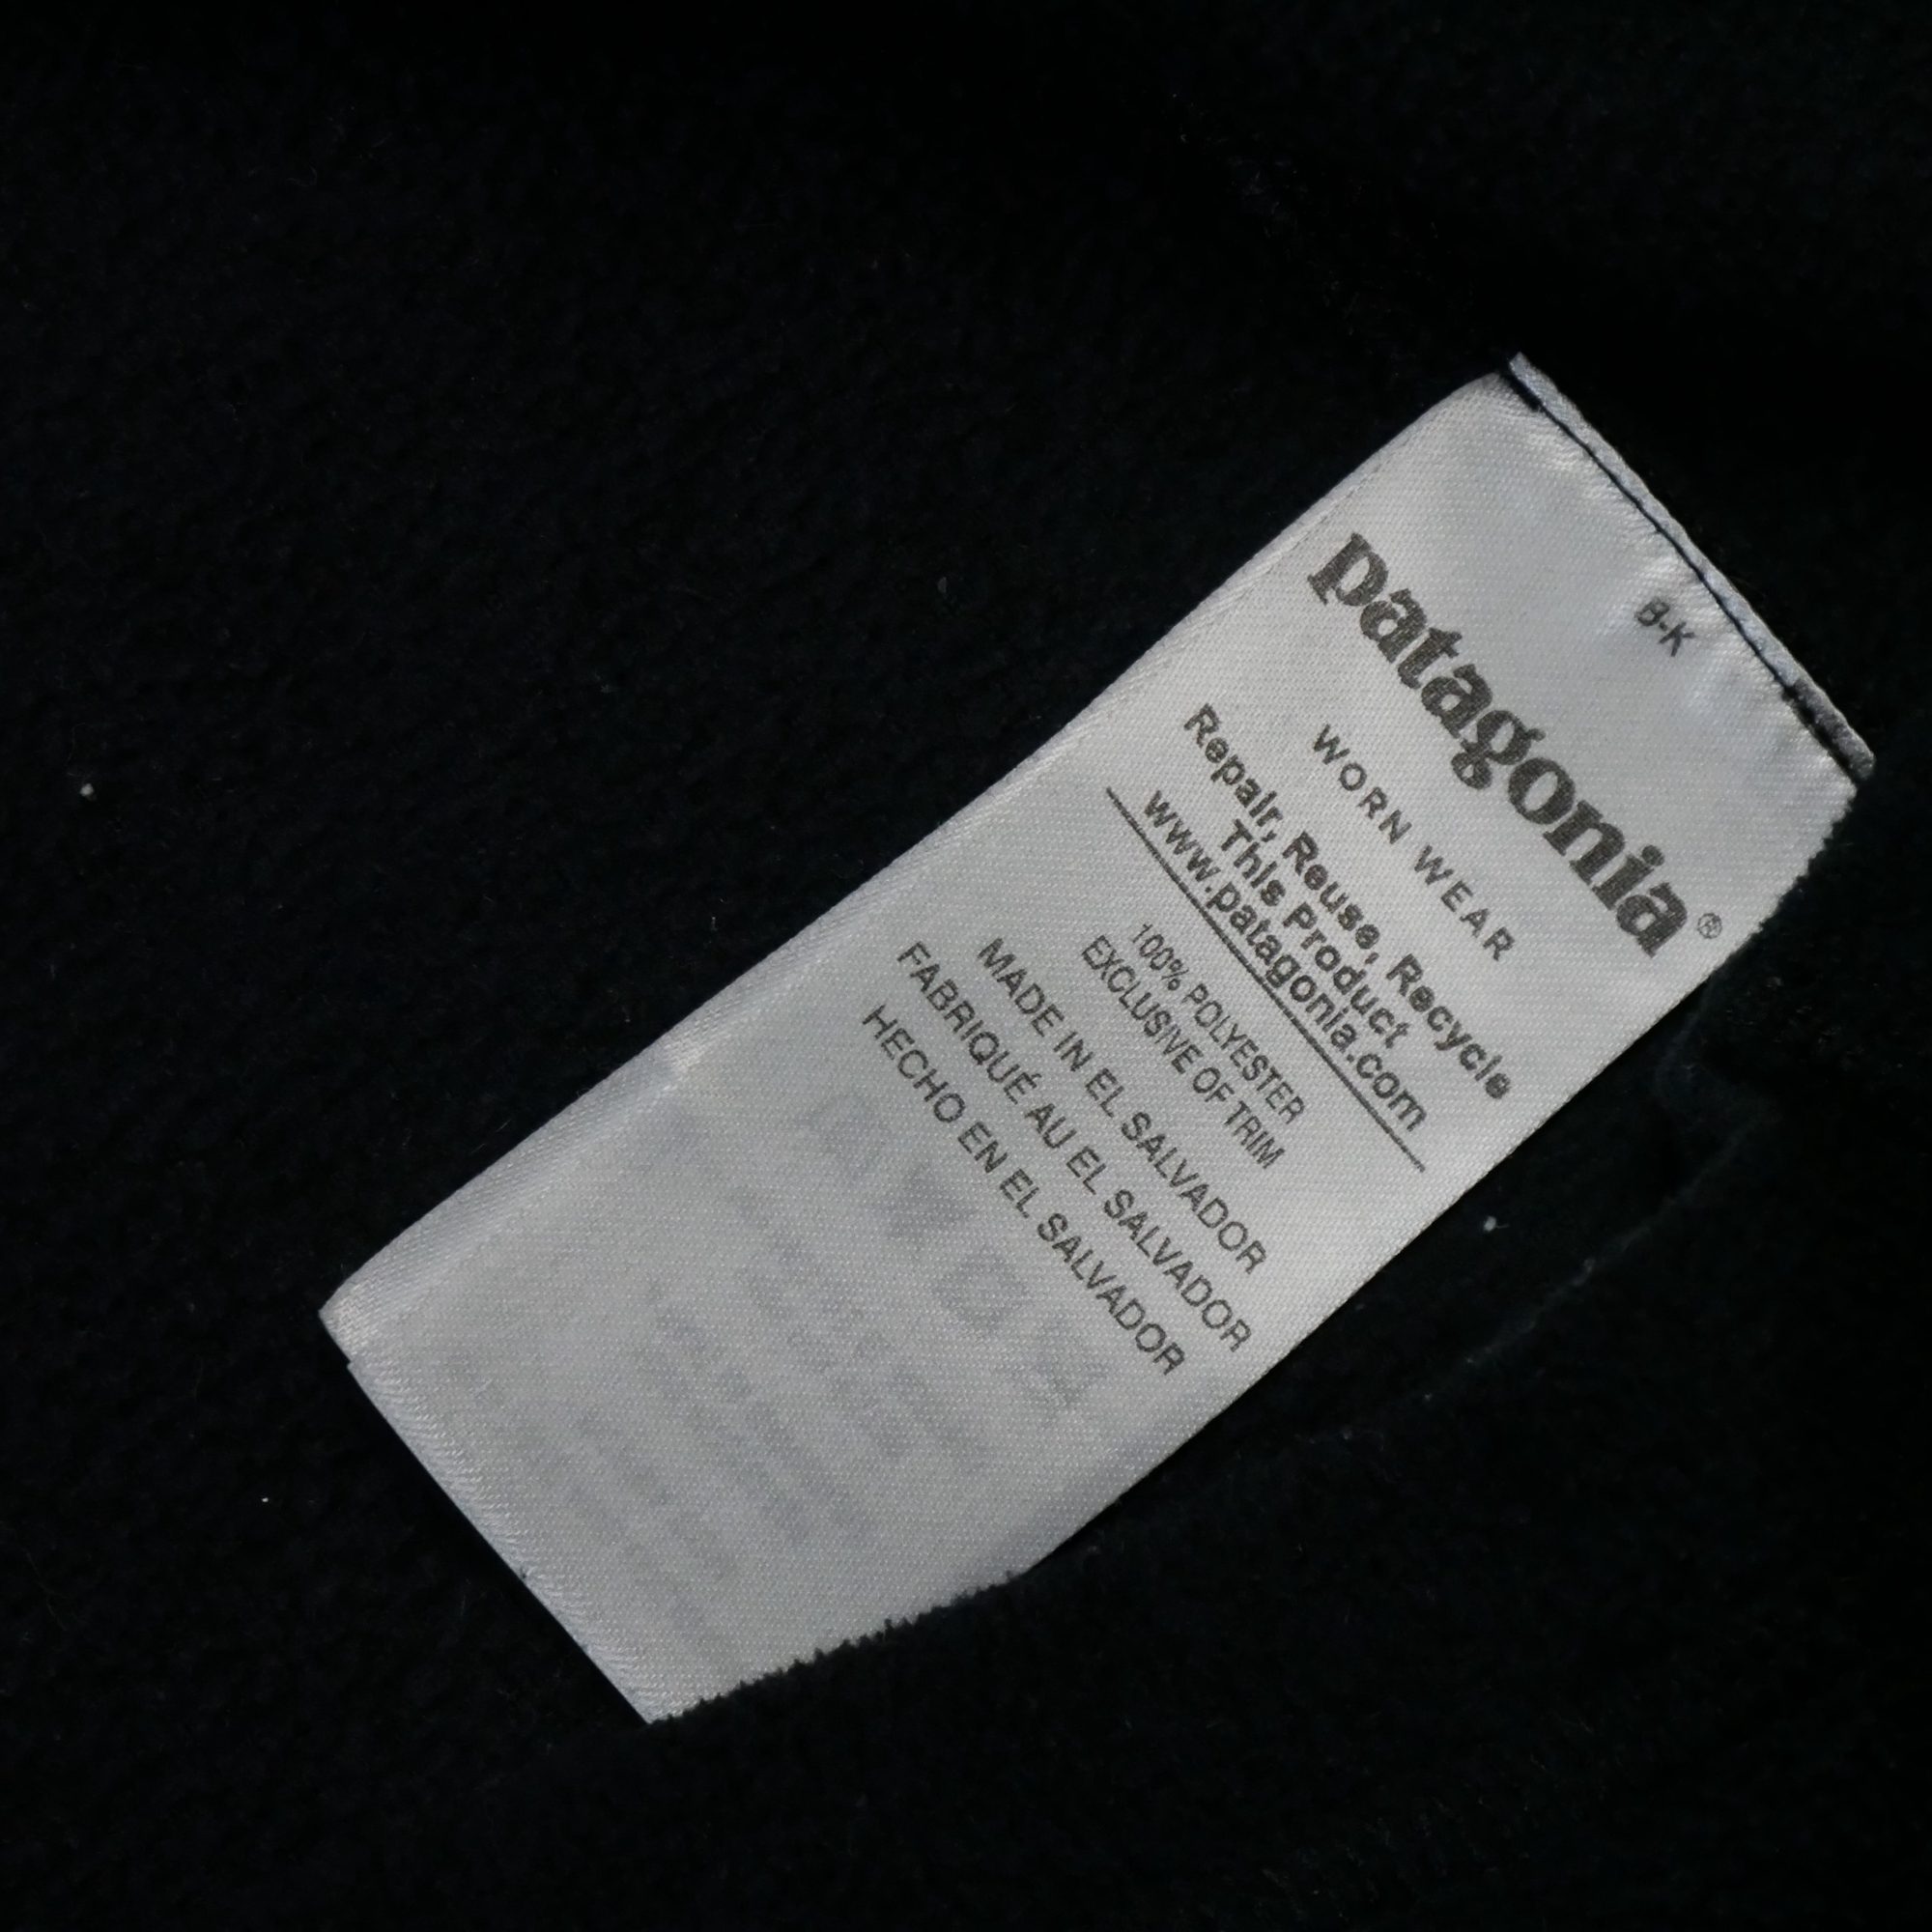 B-K
patagonia®
WORN WEAR
Repair, Reuse, Recycle
This Product
www.patagonia.com
100% POLYESTER
EXCLUSIVE OF TRIM
MADE IN EL SALVADOR
FABRIQUÉ AU EL SALVADOR
HECHO EN EL SALVADOR